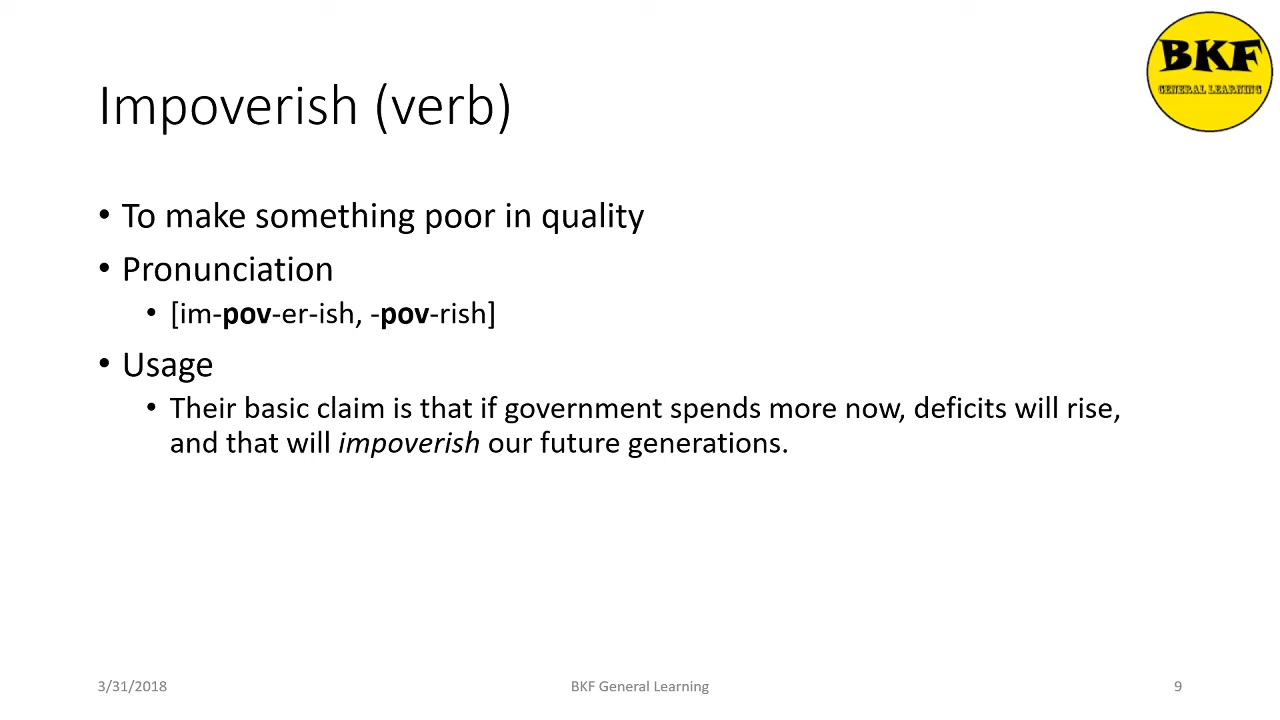 BKF
GENERAL LEARNING
Impoverish (verb)
• To make something poor in quality
• Pronunciation
• [im-pov-er-ish, -pov-rish]
• Usage
• Their basic claim is that if government spends more now, deficits will rise,
and that will impoverish our future generations.
3/31/2018
BKF General Learning
9